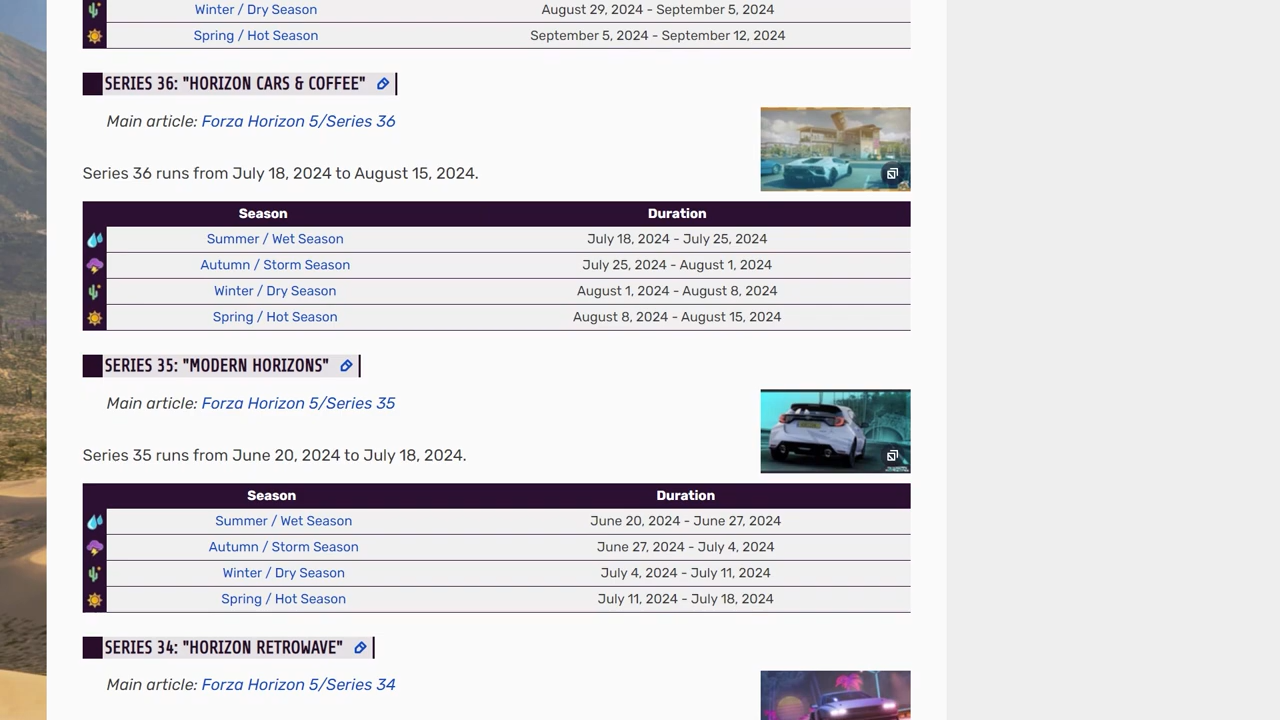 Winter / Dry Season August 29, 2024 - September 5, 2024
Spring / Hot Season September 5, 2024 - September 12, 2024
SERIES 36: "HORIZON CARS & COFFEE"
Main article: Forza Horizon 5/Series 36
Series 36 runs from July 18, 2024 to August 15, 2024.
Season Duration
Summer / Wet Season July 18, 2024 - July 25, 2024
Autumn / Storm Season July 25, 2024 - August 1, 2024
Winter / Dry Season August 1, 2024 - August 8, 2024
Spring / Hot Season August 8, 2024 - August 15, 2024
SERIES 35: "MODERN HORIZONS"
Main article: Forza Horizon 5/Series 35
Series 35 runs from June 20, 2024 to July 18, 2024.
Season Duration
Summer / Wet Season June 20, 2024 - June 27, 2024
Autumn / Storm Season June 27, 2024 - July 4, 2024
Winter / Dry Season July 4, 2024 - July 11, 2024
Spring / Hot Season July 11, 2024 - July 18, 2024
SERIES 34: "HORIZON RETROWAVE"
Main article: Forza Horizon 5/Series 34